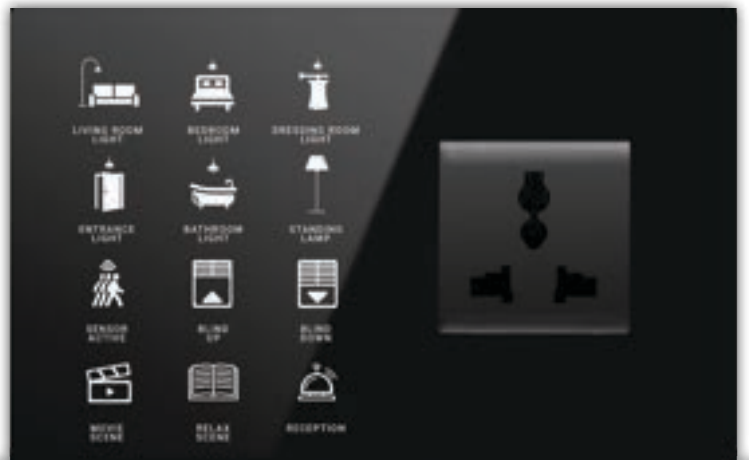 LIVING ROOM
LIGHT
BEDROOM
LIGHT
DRESSING ROOM
LIGHT
ENTRANCE
LIGHT
BATHROOM
LIGHT
STANDING
LAMP
SENSOR
ACTIVE
BLIND
UP
BLIND
DOWN
MOVIE
SCENE
RELAX
SCENE
RECEPTION